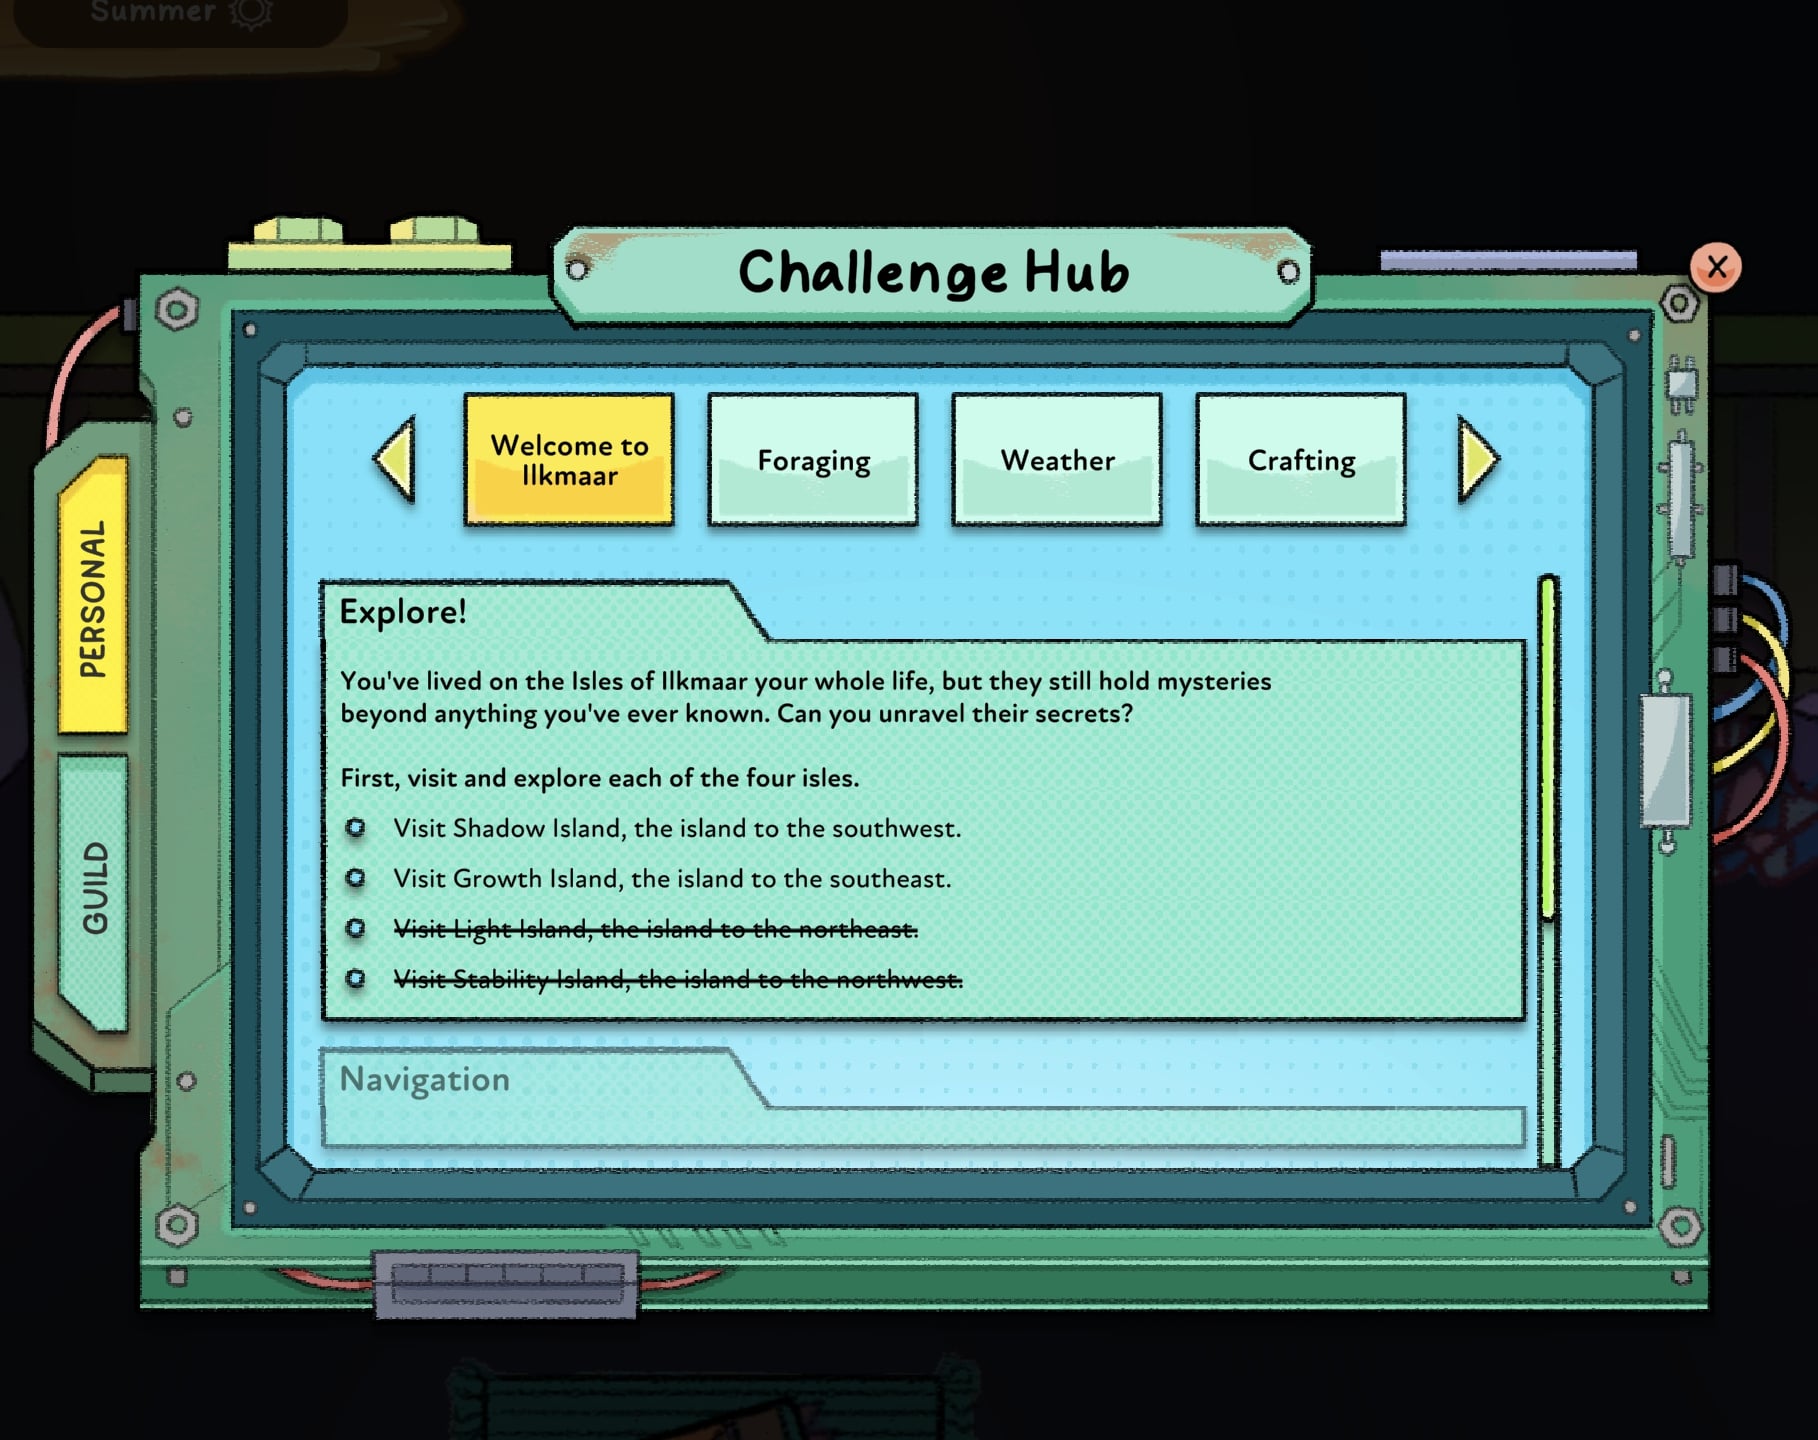 Summer
Challenge Hub
X
Welcome to
Ilkmaar
Foraging
Weather
Crafting
PERSONAL
GUILD
Explore!
You've lived on the Isles of Ilkmaar your whole life, but they still hold mysteries
beyond anything you've ever known. Can you unravel their secrets?
First, visit and explore each of the four isles.
Visit Shadow Island, the island to the southwest.
Visit Growth Island, the island to the southeast.
Visit Light Island, the island to the northeast.
Visit Stability Island, the island to the northwest.
Navigation